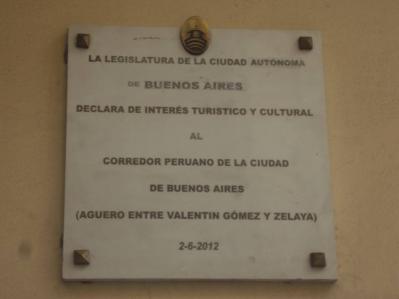 LA LEGISLATURA DE LA CIUDAD AUTÓNOMA
DE BUENOS AIRES
DECLARA DE INTERÉS TURISTICO Y CULTURAL
AL
CORREDOR PERUANO DE LA CIUDAD
DE BUENOS AIRES
(AGUERO ENTRE VALENTIN GÓMEZ Y ZELAYA)
2-6-2012